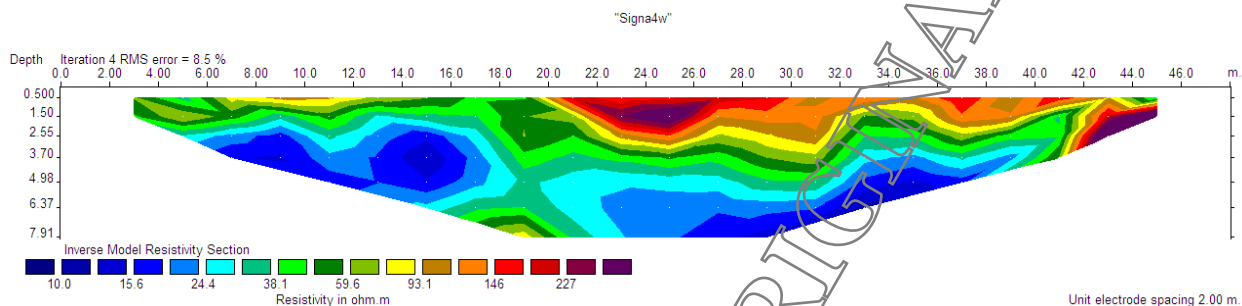 "Signa4w"
Depth Iteration 4 RMS error = 8.5 %
0.0 2.00 4.00 6.00 8.00 10.0 12.0 14.0 16.0 18.0 20.0 22.0 24.0 26.0 28.0 30.0 32.0 34.0 36.0 38.0 40.0 42.0 44.0 46.0 m.
0.500
1.50
2.55
3.70
4.98
6.37
7.91
Inverse Model Resistivity Section
10.0 15.6 24.4 38.1 59.6 93.1 146 227
Resistivity in ohm.m
Unit electrode spacing 2.00 m.
RIGINA